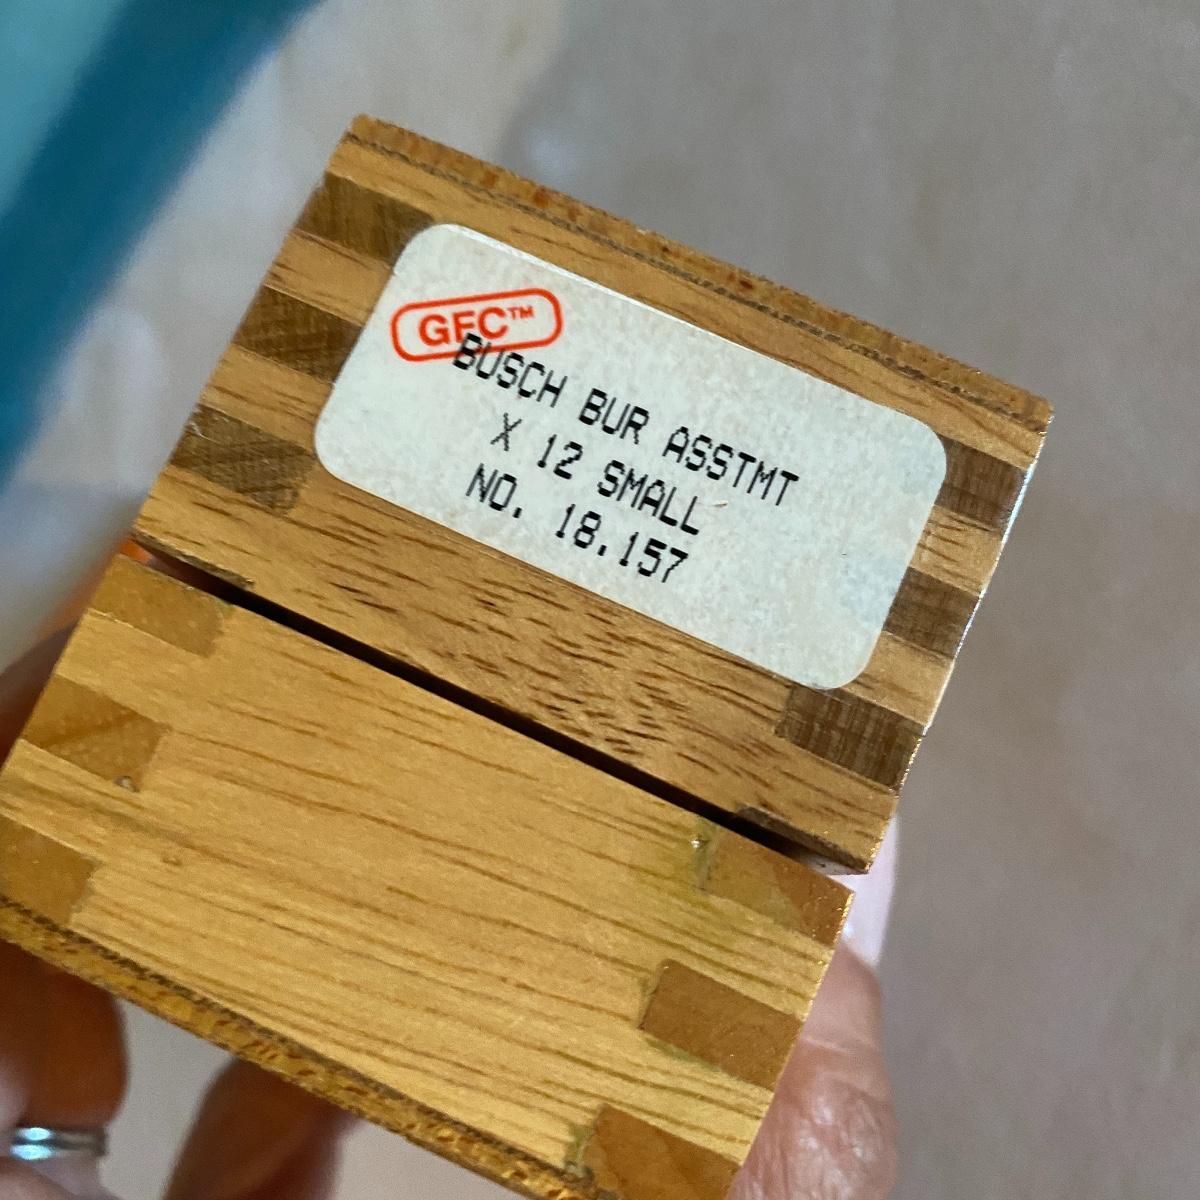 GFC™
BUSCH BUR ASSTMT
X 12 SMALL
NO. 18.157